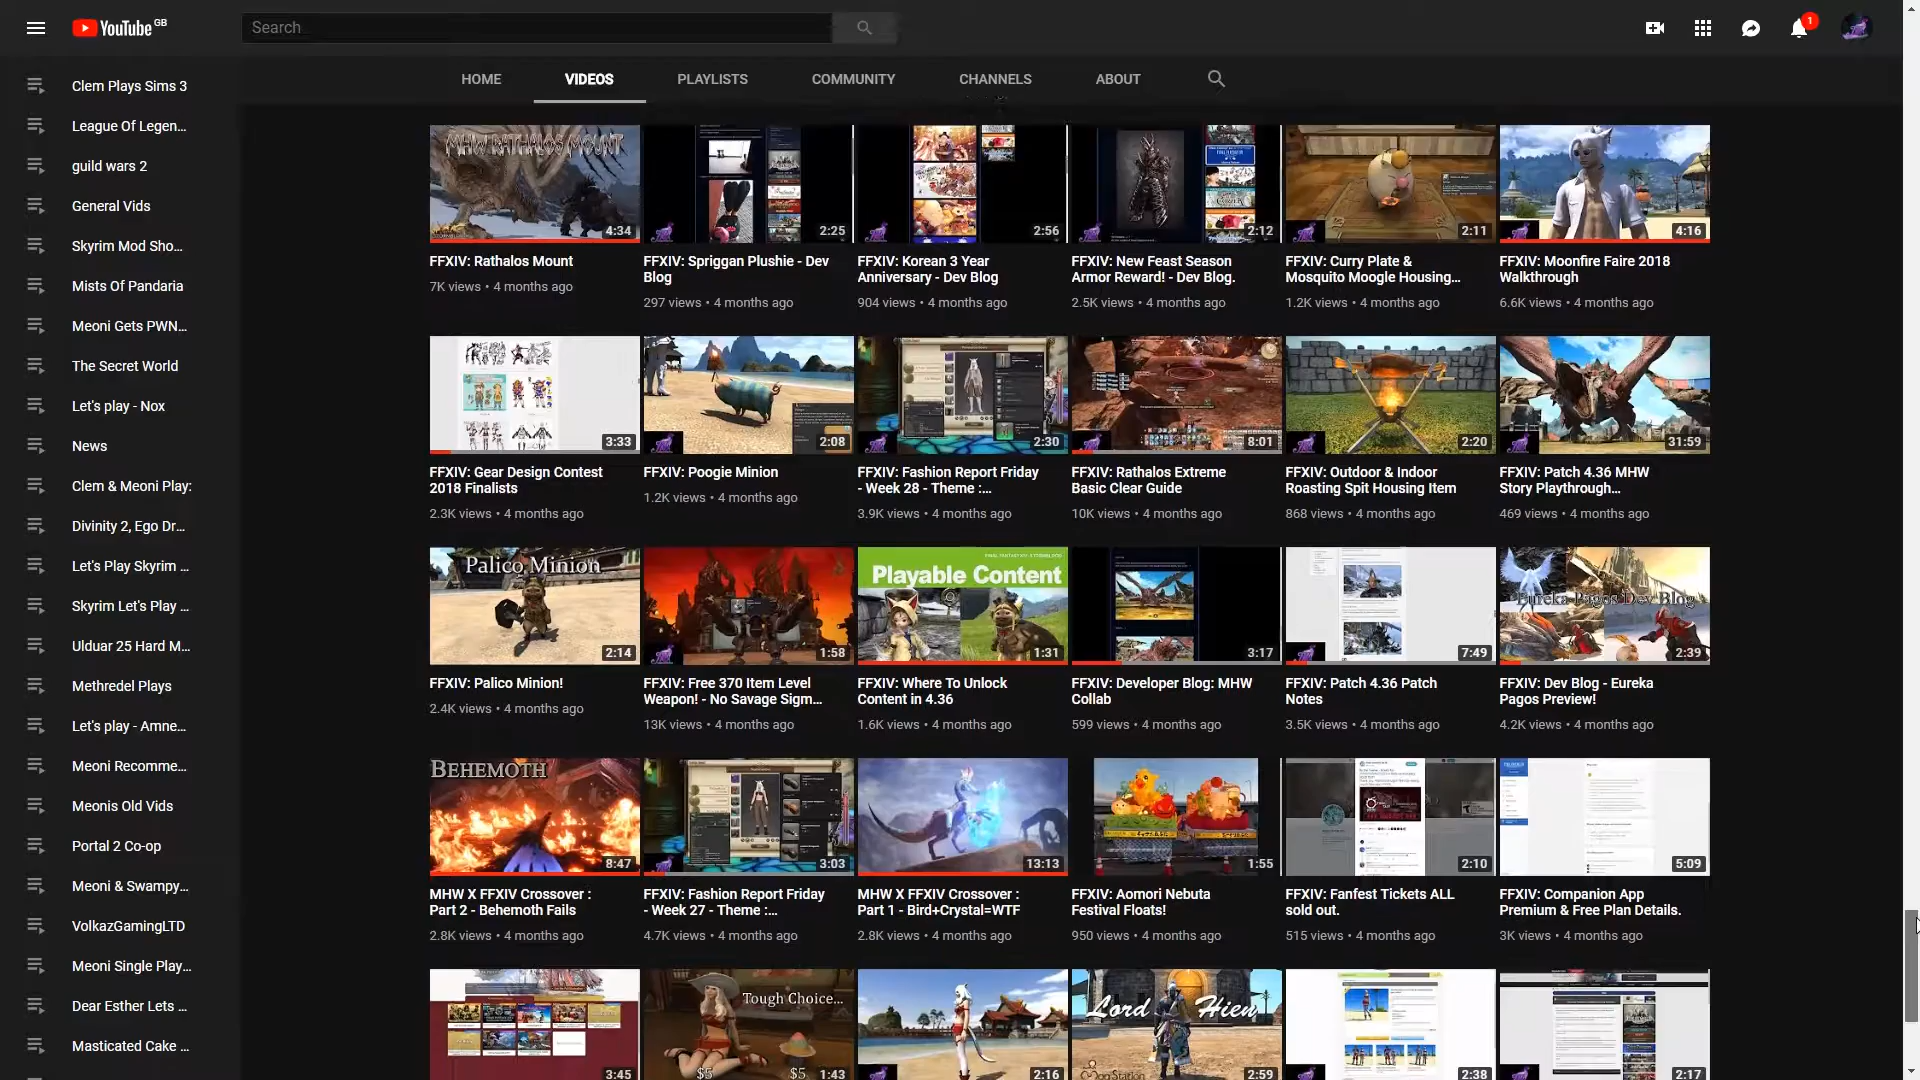 YouTube GB
Search
1
HOME
VIDEOS
PLAYLISTS
COMMUNITY
CHANNELS
ABOUT
Clem Plays Sims 3
League Of Legen...
guild wars 2
General Vids
Skyrim Mod Sho...
Mists Of Pandaria
Meoni Gets PWN...
The Secret World
Let's play - Nox
News
Clem & Meoni Play:
Divinity 2, Ego Dr...
Let's Play Skyrim ...
Skyrim Let's Play ...
Ulduar 25 Hard M...
Methredel Plays
Let's play - Amne...
Meoni Recomme...
Meonis Old Vids
Portal 2 Co-op
Meoni & Swampy...
VolkazGamingLTD
Meoni Single Play...
Dear Esther Lets ...
Masticated Cake ...
MHW RATHALOS MOUNT
4:34
FFXIV: Rathalos Mount
7K views • 4 months ago
2:25
FFXIV: Spriggan Plushie - Dev
Blog
297 views • 4 months ago
2:56
FFXIV: Korean 3 Year
Anniversary - Dev Blog
904 views • 4 months ago
2:12
FFXIV: New Feast Season
Armor Reward! - Dev Blog.
2.5K views • 4 months ago
2:11
FFXIV: Curry Plate &
Mosquito Moogle Housing...
1.2K views • 4 months ago
4:16
FFXIV: Moonfire Faire 2018
Walkthrough
6.6K views • 4 months ago
3:33
FFXIV: Gear Design Contest
2018 Finalists
2.3K views • 4 months ago
2:08
FFXIV: Poogie Minion
1.2K views • 4 months ago
2:30
FFXIV: Fashion Report Friday
- Week 28 - Theme :...
3.9K views • 4 months ago
8:01
FFXIV: Rathalos Extreme
Basic Clear Guide
10K views • 4 months ago
2:20
FFXIV: Outdoor & Indoor
Roasting Spit Housing Item
868 views • 4 months ago
31:59
FFXIV: Patch 4.36 MHW
Story Playthrough...
469 views • 4 months ago
Palico Minion
2:14
FFXIV: Palico Minion!
2.4K views • 4 months ago
1:58
FFXIV: Free 370 Item Level
Weapon! - No Savage Sigm...
13K views • 4 months ago
Playable Content
1:31
FFXIV: Where To Unlock
Content in 4.36
1.6K views • 4 months ago
3:17
FFXIV: Developer Blog: MHW
Collab
599 views • 4 months ago
7:49
FFXIV: Patch 4.36 Patch
Notes
3.5K views • 4 months ago
Eureka Pagos Dev Blog
2:39
FFXIV: Dev Blog - Eureka
Pagos Preview!
4.2K views • 4 months ago
BEHEMOTH
8:47
MHW X FFXIV Crossover :
Part 2 - Behemoth Fails
2.8K views • 4 months ago
3:03
FFXIV: Fashion Report Friday
- Week 27 - Theme :...
4.7K views • 4 months ago
13:13
MHW X FFXIV Crossover :
Part 1 - Bird+Crystal=WTF
2.8K views • 4 months ago
1:55
FFXIV: Aomori Nebuta
Festival Floats!
950 views • 4 months ago
2:10
FFXIV: Fanfest Tickets ALL
sold out.
515 views • 4 months ago
5:09
FFXIV: Companion App
Premium & Free Plan Details.
3K views • 4 months ago
3:45
Tough Choice...
$5
$5
1:43
2:16
Lord Hien
2:59
2:38
2:17